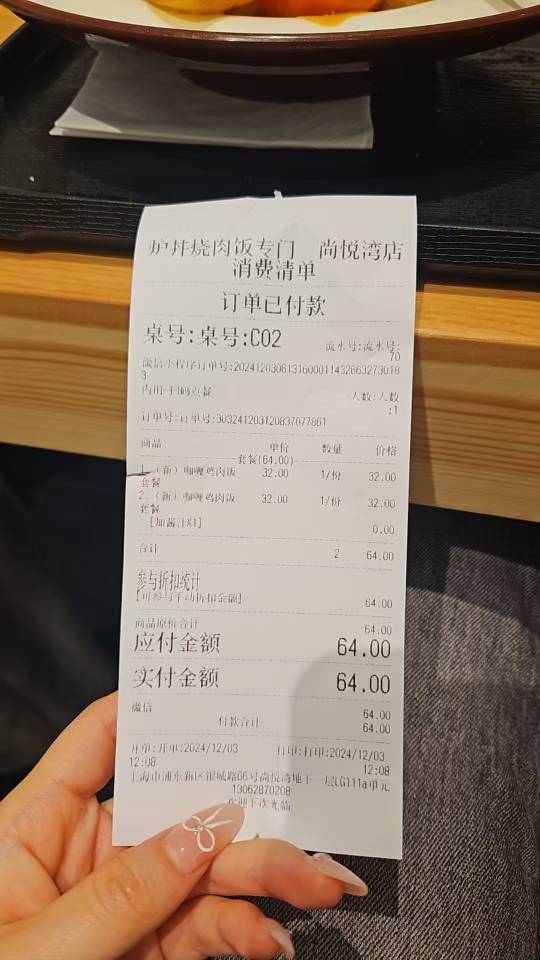 炉丼烧肉饭专门 尚悦湾店
消费清单
订单已付款
桌号:桌号:C02 流水号:流水号:
70
微信小程序订单号:2024120306131600011432663273018
3
内用-扫码点餐 人数:人数
:1
订单号:订单号:303241203120837077861
商品 单价 数量 价格
套餐(64.00)
1.(新)咖喱鸡肉饭 32.00 1/份 32.00
套餐
2.(新)咖喱鸡肉饭 32.00 1/份 32.00
套餐
[加酱汁X1] 0.00
合计 2 64.00
参与折扣统计
[可参与手动折扣金额] 64.00
商品原价合计 64.00
应付金额 64.00
实付金额 64.00
微信 64.00
付款合计 64.00
开单:开单:2024/12/03 打印:打印:2024/12/03
12:08 12:08
上海市浦东新区银城路66号尚悦湾地下一层LG111a单元
13062870208
欢迎下次光临